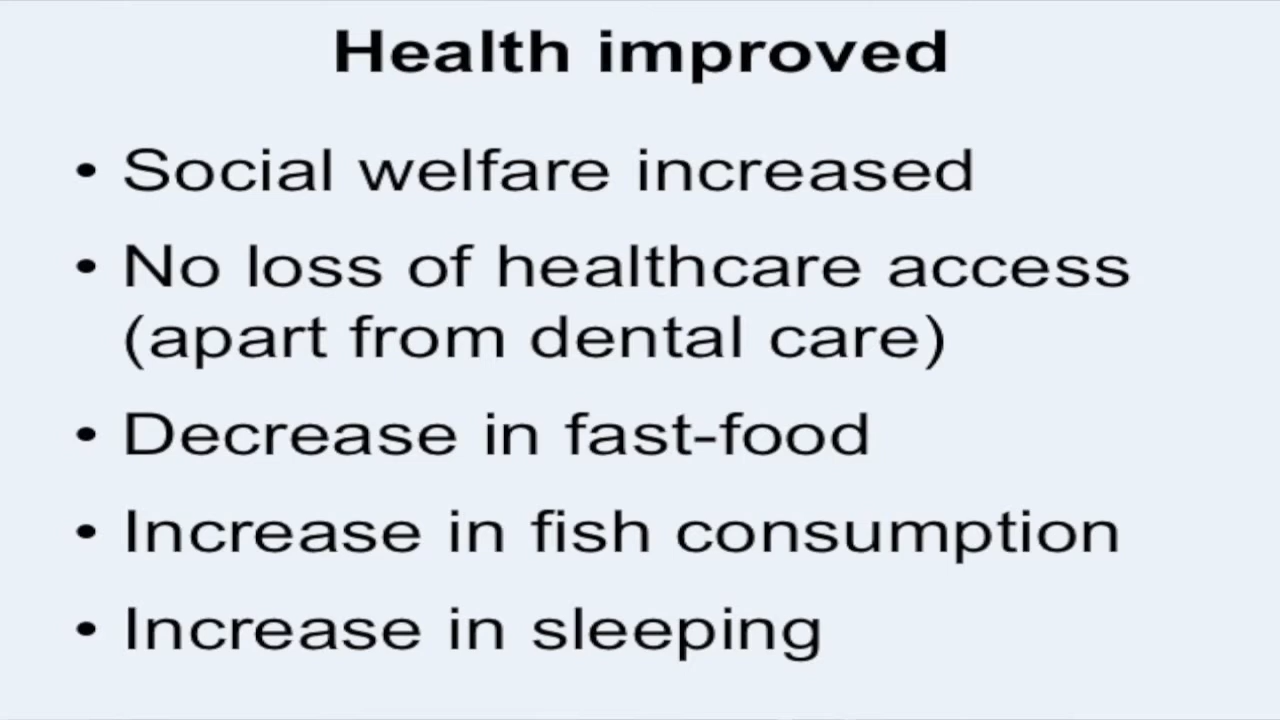 Health improved
• Social welfare increased
• No loss of healthcare access
(apart from dental care)
• Decrease in fast-food
• Increase in fish consumption
• Increase in sleeping